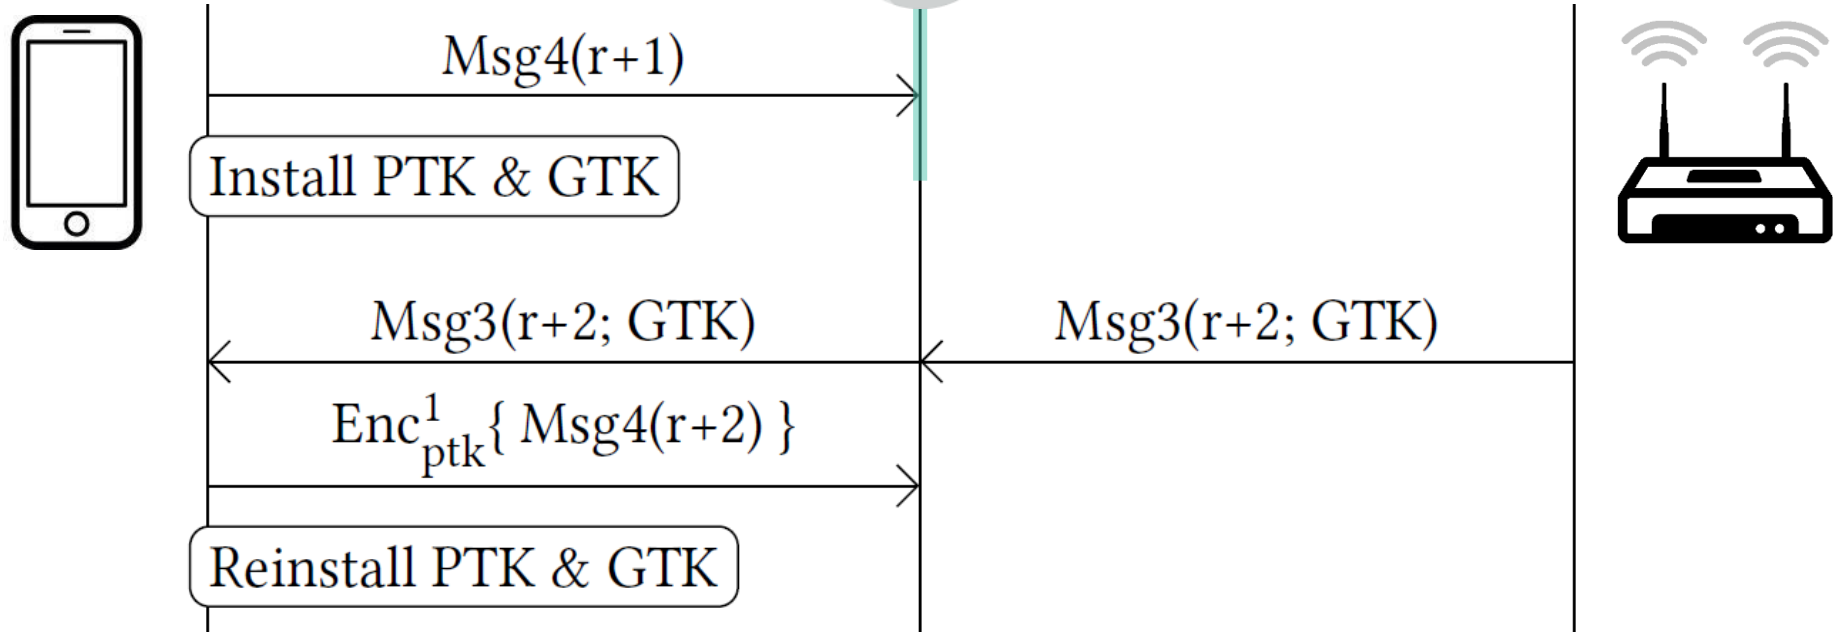 Msg4(r+1)
Install PTK & GTK
Msg3(r+2; GTK) Msg3(r+2; GTK)
Enc¹ptk{ Msg4(r+2) }
Reinstall PTK & GTK